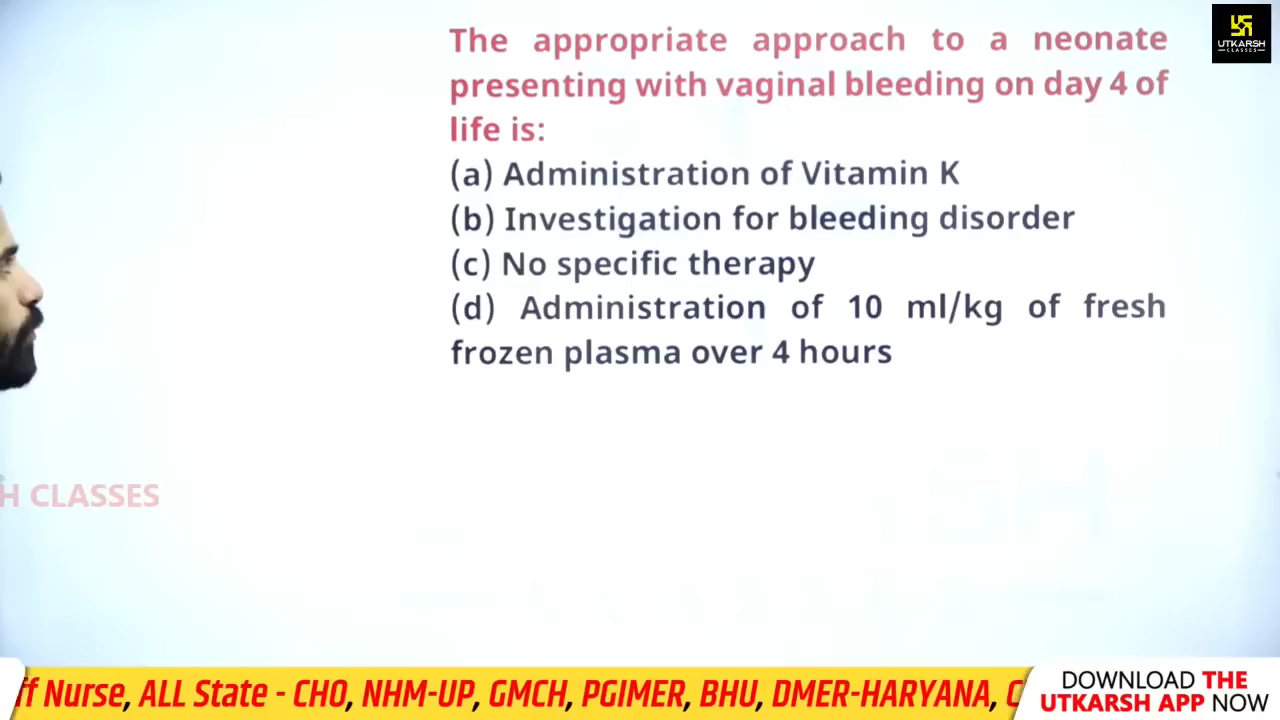 UTKARSH
CLASSES
The appropriate approach to a neonate
presenting with vaginal bleeding on day 4 of
life is:
(a) Administration of Vitamin K
(b) Investigation for bleeding disorder
(c) No specific therapy
(d) Administration of 10 ml/kg of fresh
frozen plasma over 4 hours
H CLASSES
ff Nurse, ALL State - CHO, NHM-UP, GMCH, PGIMER, BHU, DMER-HARYANA, C
DOWNLOAD THE
UTKARSH APP NOW